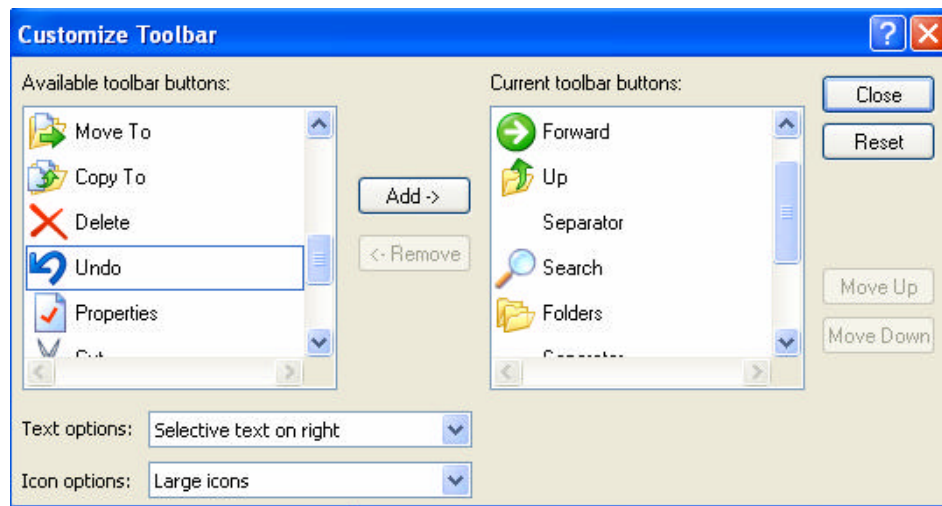 Customize Toolbar
Available toolbar buttons:
Move To
Copy To
Delete
Undo
Properties
Cut
Add ->
<- Remove
Current toolbar buttons:
Forward
Up
Separator
Search
Folders
Separator
Close
Reset
Move Up
Move Down
Text options: Selective text on right
Icon options: Large icons